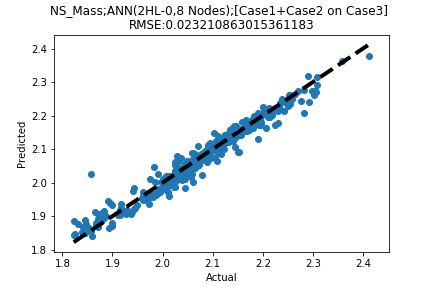 NS_Mass;ANN(2HL-0,8 Nodes);[Case1+Case2 on Case3]
RMSE:0.023210863015361183
2.4
2.3
2.2
2.1
2.0
1.9
1.8
Predicted
1.8 1.9 2.0 2.1 2.2 2.3 2.4
Actual